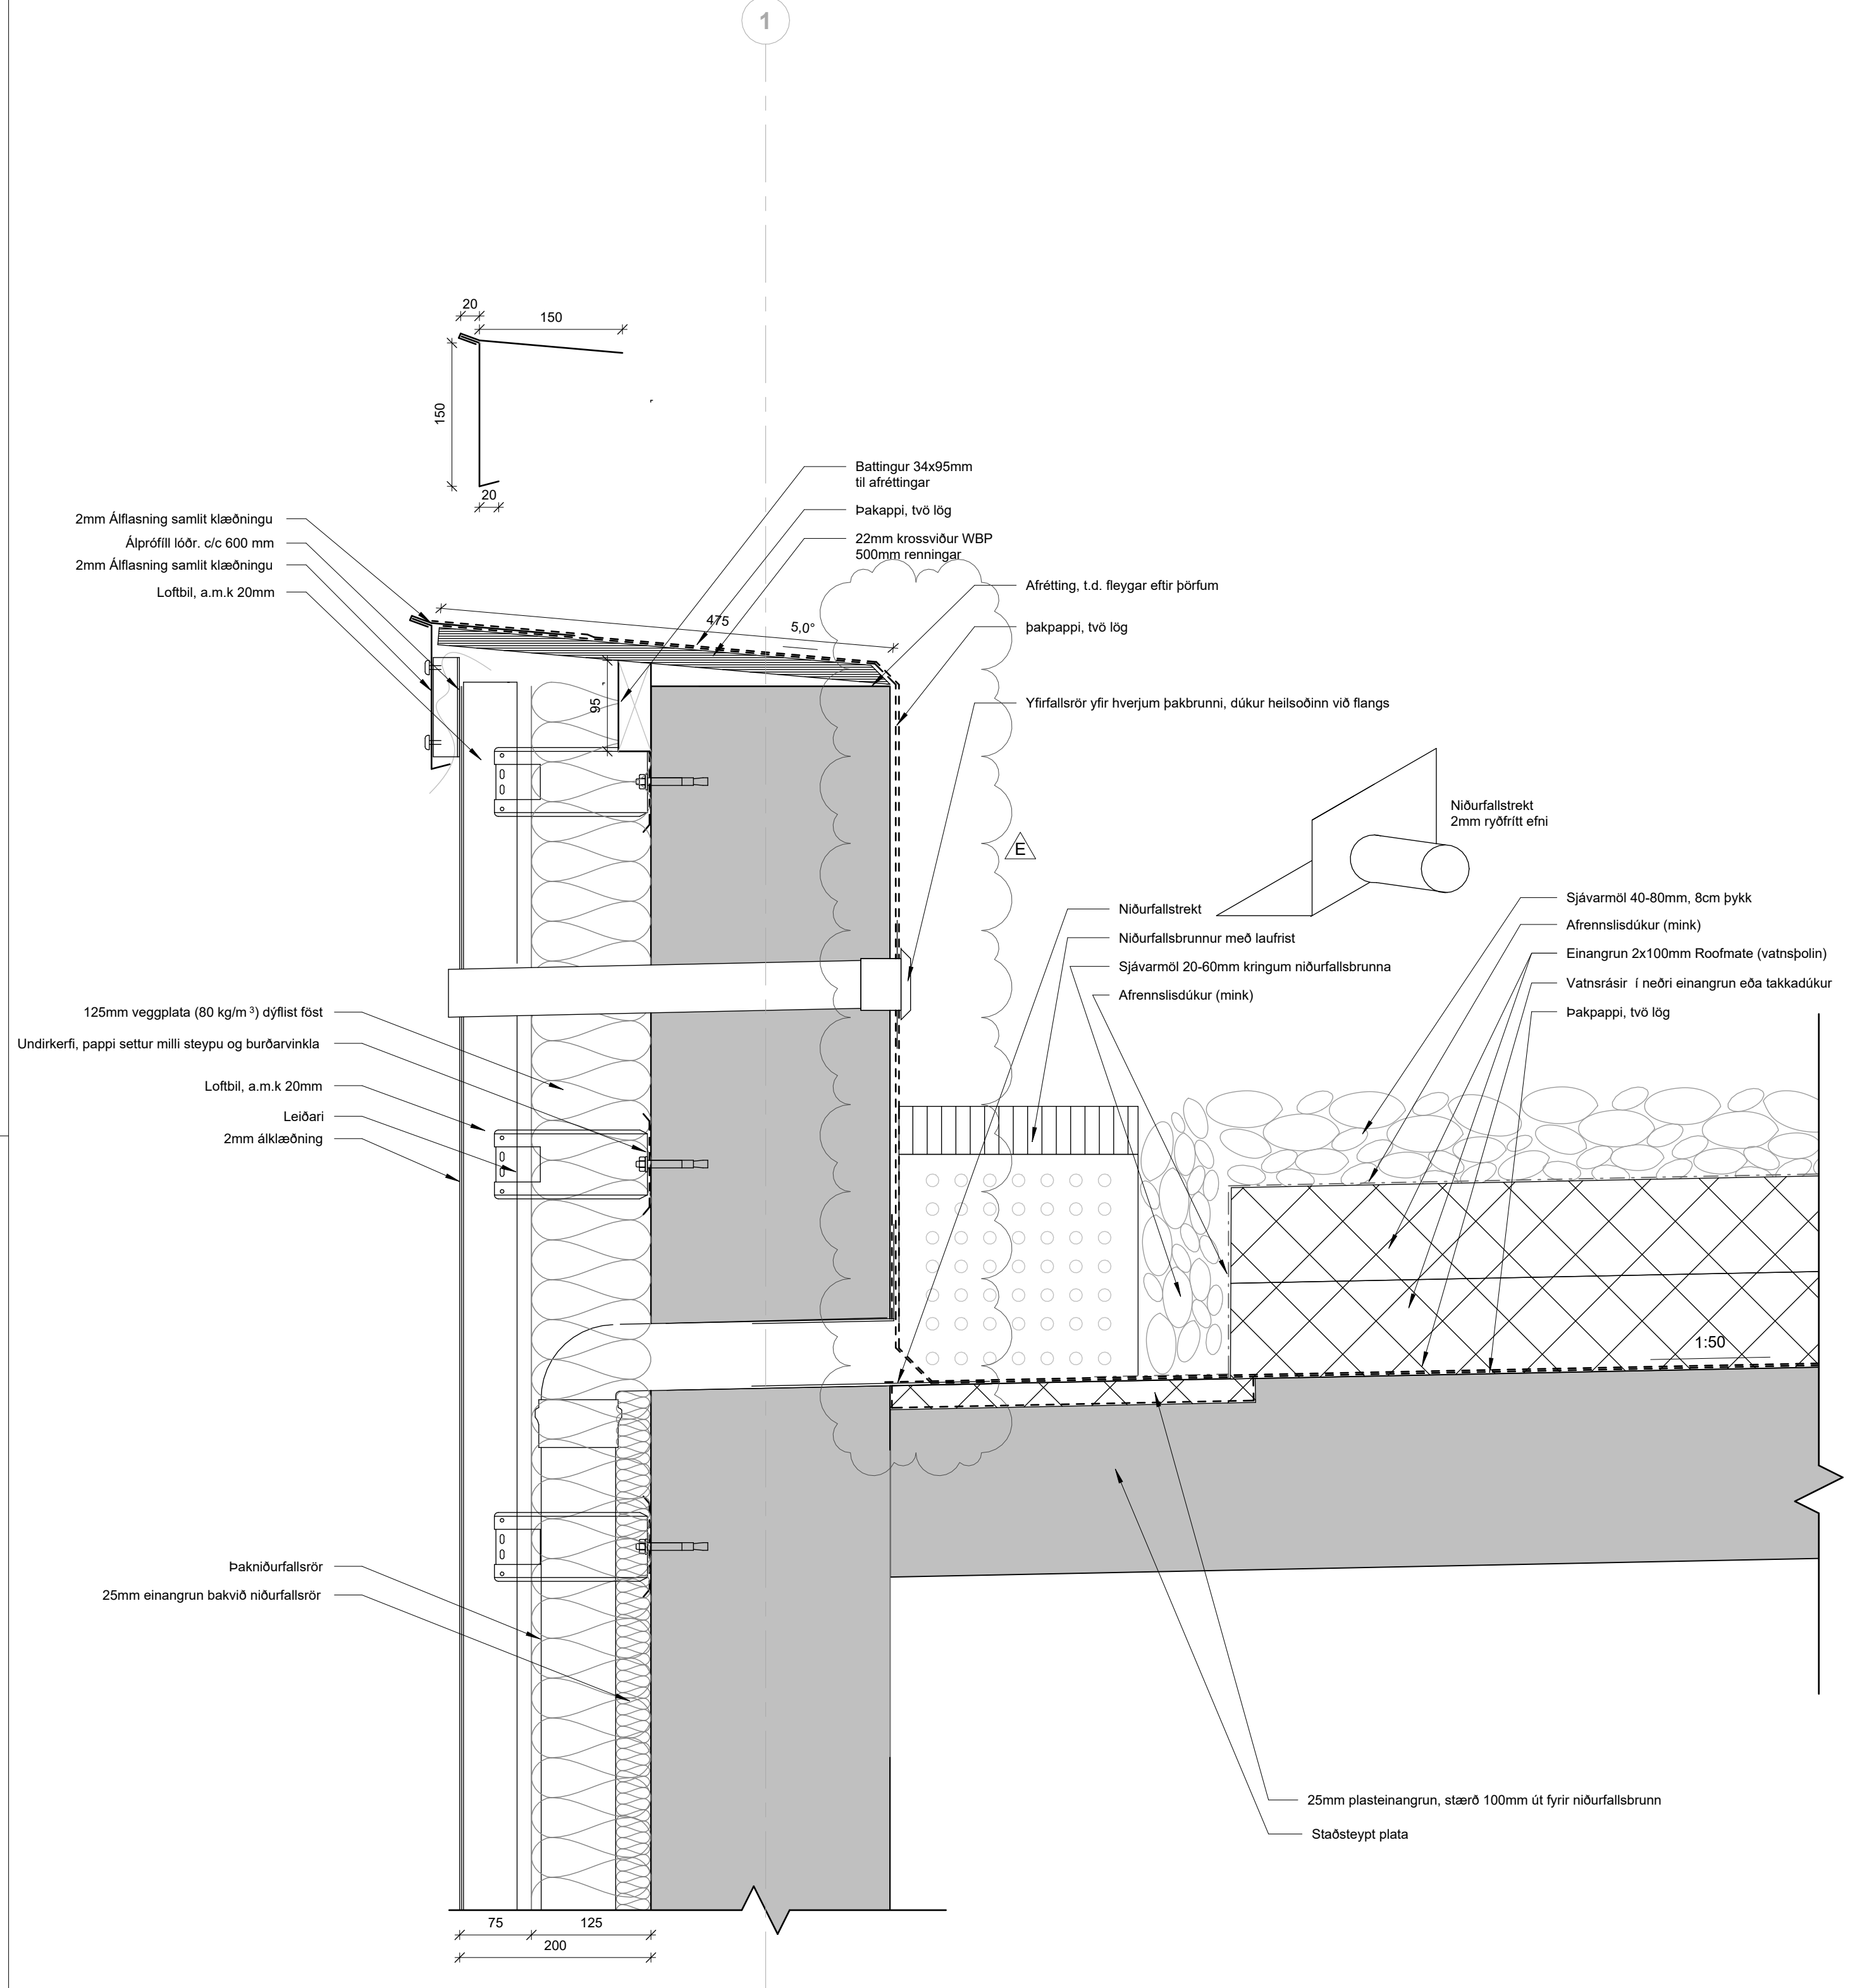 1
20
150
150
20
Battingur 34x95mm
til afréttingar
Þakappi, tvö lög
22mm krossviður WBP
500mm renningar
2mm Álflasning samlit klæðningu
Álprófíll lóðr. c/c 600 mm
2mm Álflasning samlit klæðningu
Loftbil, a.m.k 20mm
Afrétting, t.d. fleygar eftir þörfum
þakpappi, tvö lög
475
5,0°
95
Yfirfallsrör yfir hverjum þakbrunni, dúkur heilsoðinn við flangs
Niðurfallstrekt
2mm ryðfrítt efni
E
Niðurfallstrekt
Niðurfallsbrunnur með laufrist
Sjávarmöl 20-60mm kringum niðurfallsbrunna
Afrennslisdúkur (mink)
Sjávarmöl 40-80mm, 8cm þykk
Afrennslisdúkur (mink)
Einangrun 2x100mm Roofmate (vatnsþolin)
Vatnsrásir í neðri einangrun eða takkadúkur
Þakpappi, tvö lög
125mm veggplata (80 kg/m³) dýflist föst
Undirkerfi, pappi settur milli steypu og burðarvinkla
Loftbil, a.m.k 20mm
Leiðari
2mm álklæðning
1:50
Þakniðurfallsrör
25mm einangrun bakvið niðurfallsrör
25mm plasteinangrun, stærð 100mm út fyrir niðurfallsbrunn
Staðsteypt plata
75
125
200